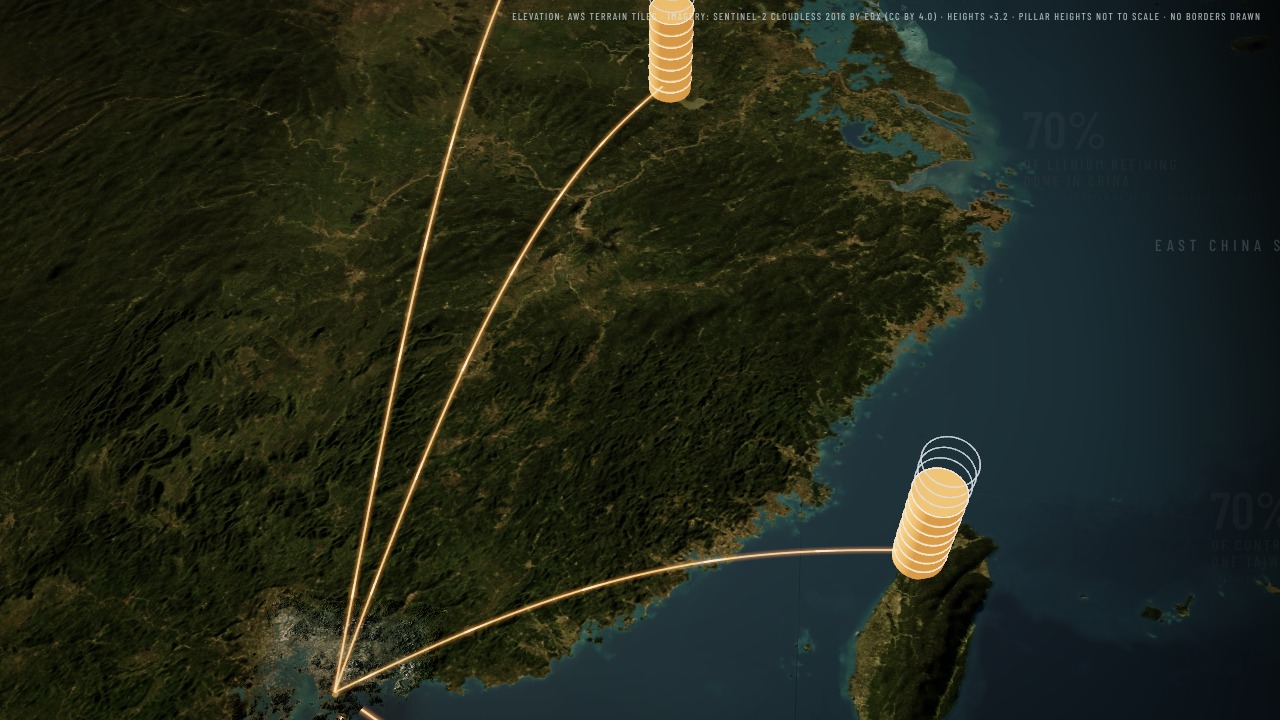 ELEVATION: AWS TERRAIN TILES · IMAGERY: SENTINEL-2 CLOUDLESS 2016 BY EOX (CC BY 4.0) · HEIGHTS ×3.2 · PILLAR HEIGHTS NOT TO SCALE · NO BORDERS DRAWN
70%
OF LITHIUM REFINING
DONE IN CHINA
EAST CHINA S
70%